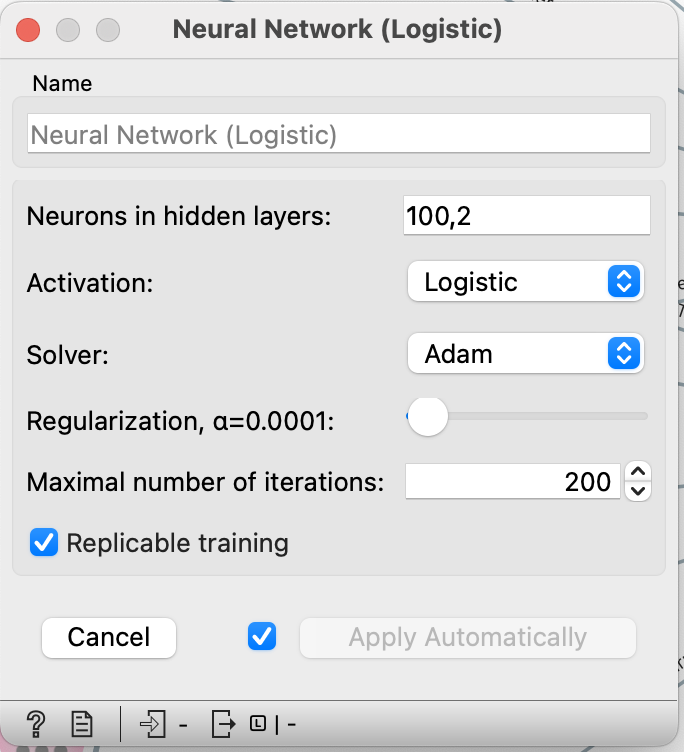 Neural Network (Logistic)
Name
Neural Network (Logistic)
Neurons in hidden layers: 100,2
Activation: Logistic
Solver: Adam
Regularization, α=0.0001:
Maximal number of iterations: 200
Replicable training
Cancel Apply Automatically
? - L | -